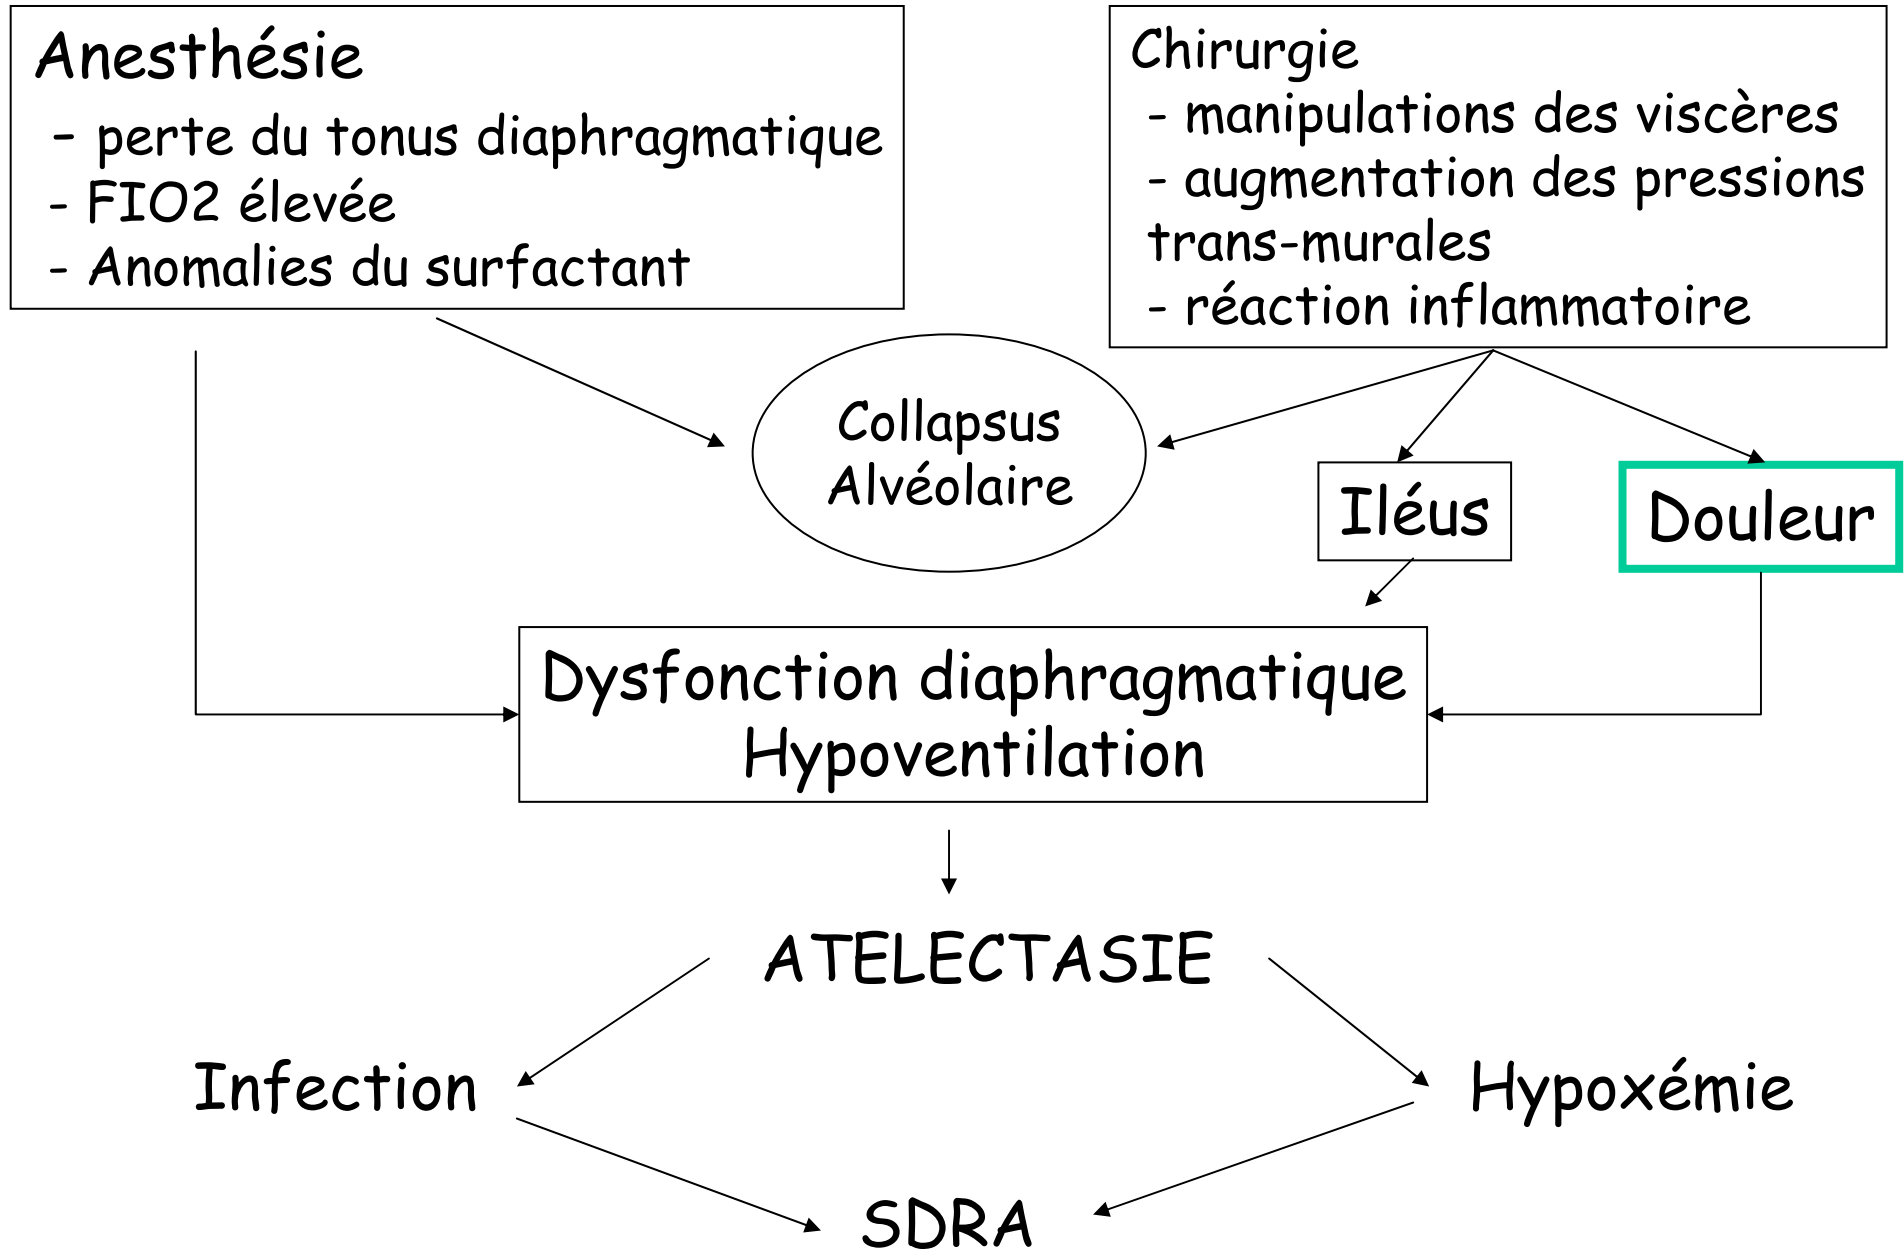 Anesthésie
- perte du tonus diaphragmatique
- FIO2 élevée
- Anomalies du surfactant
Chirurgie
- manipulations des viscères
- augmentation des pressions
trans-murales
- réaction inflammatoire
Collapsus
Alvéolaire
Iléus
Douleur
Dysfonction diaphragmatique
Hypoventilation
ATELECTASIE
Infection
Hypoxémie
SDRA